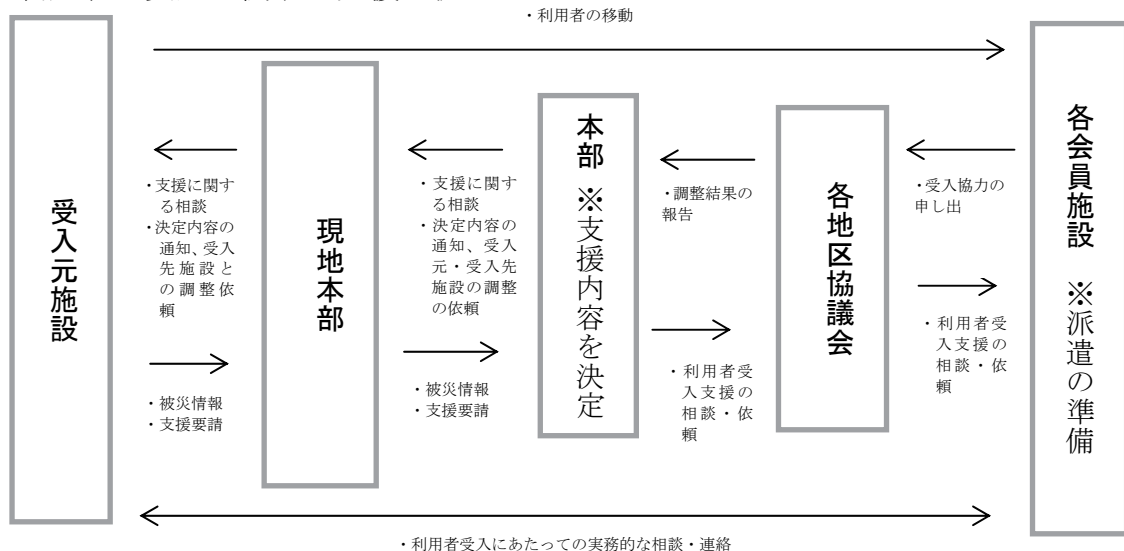 ・利用者の移動
受入元施設
・支援に関す
る相談
・決定内容の
通知、受入
先施設と
の調整依
頼
・被災情報
・支援要請
現地本部
・支援に関す
る相談
・決定内容の
通知、受入
元・受入先
施設の調整
の依頼
・被災情報
・支援要請
本部 ※支援内容を決定
・調整結果の
報告
・利用者受
入支援の
相談・依
頼
各地区協議会
・受入協力の
申し出
・利用者受
入支援の
相談・依
頼
各会員施設 ※派遣の準備
・利用者受入にあたっての実務的な相談・連絡